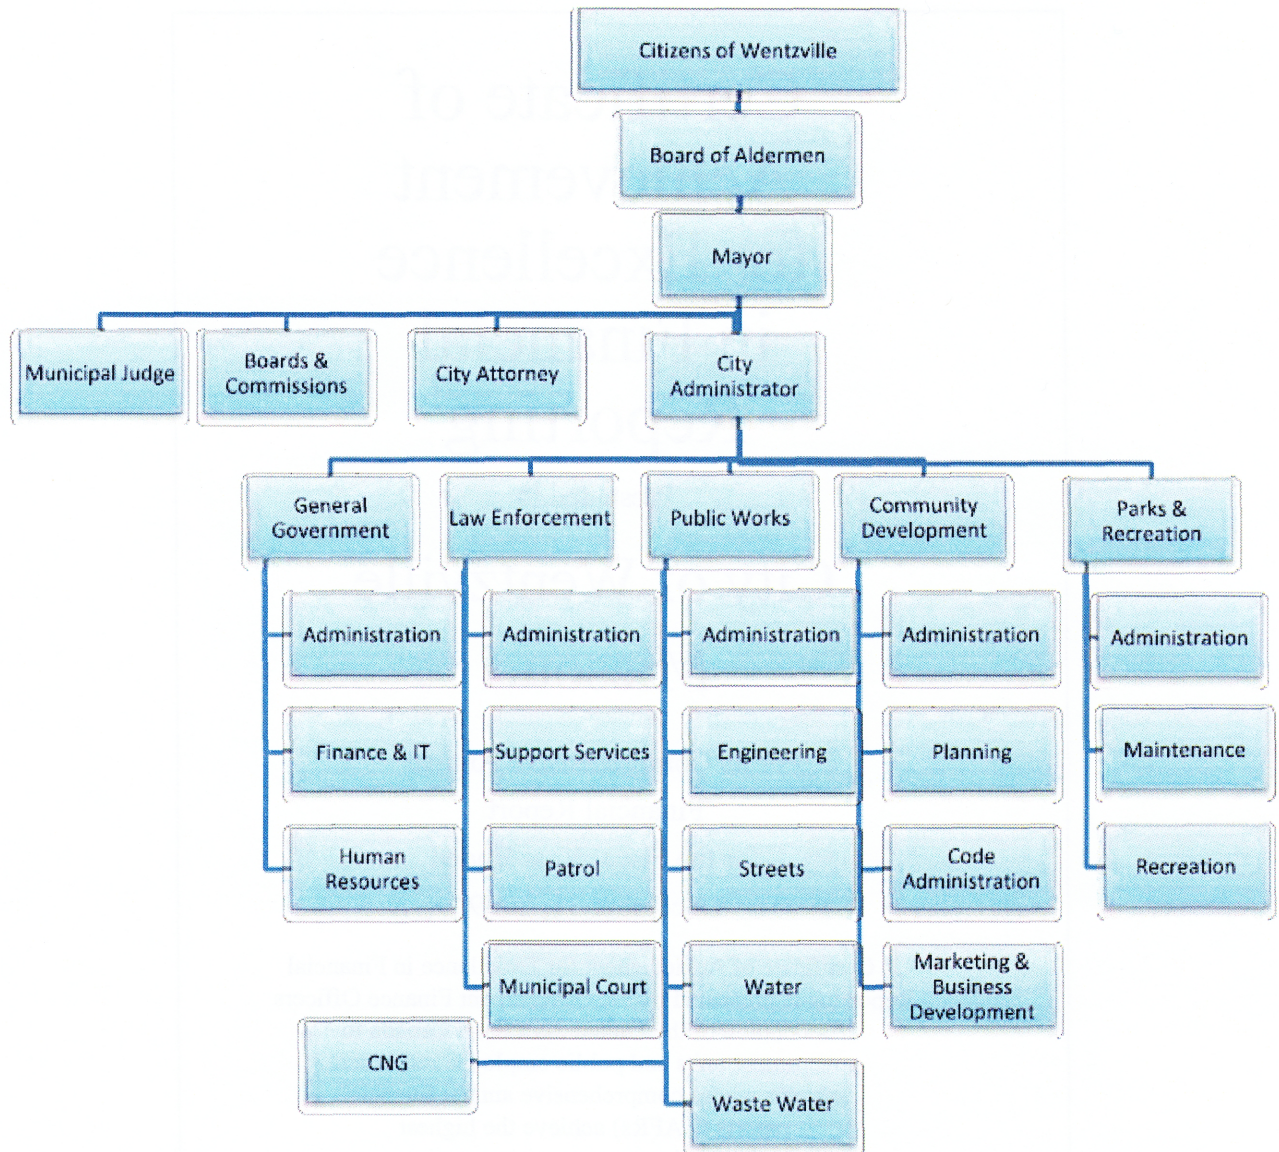 Citizens of Wentzville
Board of Aldermen
Mayor
Municipal Judge
Boards &
Commissions
City Attorney
City
Administrator
General
Government
Law Enforcement
Public Works
Community
Development
Parks &
Recreation
Administration
Administration
Administration
Administration
Administration
Finance & IT
Support Services
Engineering
Planning
Maintenance
Human
Resources
Patrol
Streets
Code
Administration
Recreation
Municipal Court
Water
Marketing &
Business
Development
CNG
Waste Water